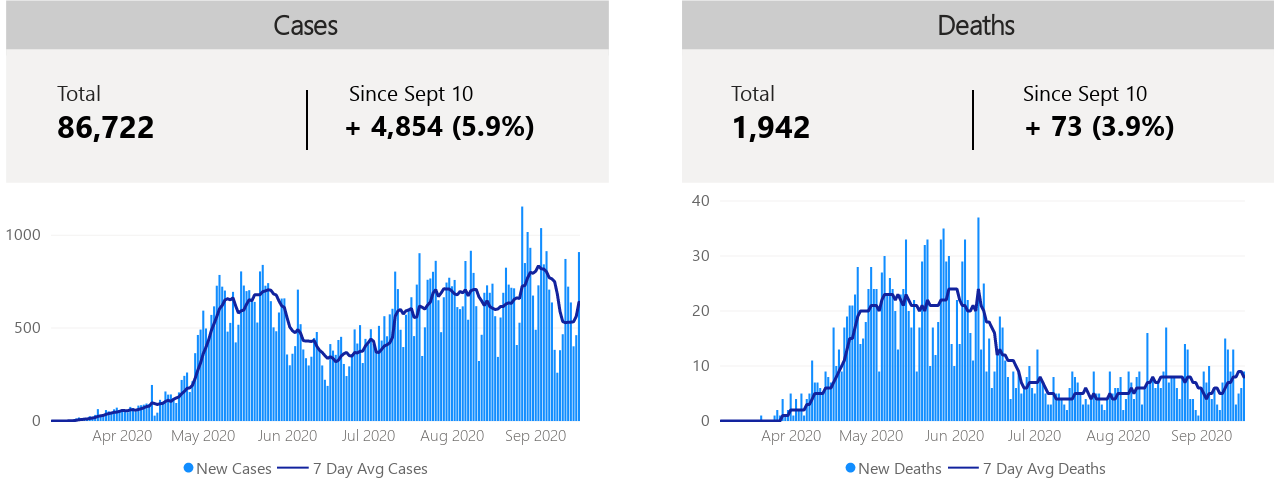 Cases
Total
86,722
Since Sept 10
+ 4,854 (5.9%)
1000
500
0
Apr 2020 May 2020 Jun 2020 Jul 2020 Aug 2020 Sep 2020
New Cases 7 Day Avg Cases
Deaths
Total
1,942
Since Sept 10
+ 73 (3.9%)
40
30
20
10
0
Apr 2020 May 2020 Jun 2020 Jul 2020 Aug 2020 Sep 2020
New Deaths 7 Day Avg Deaths